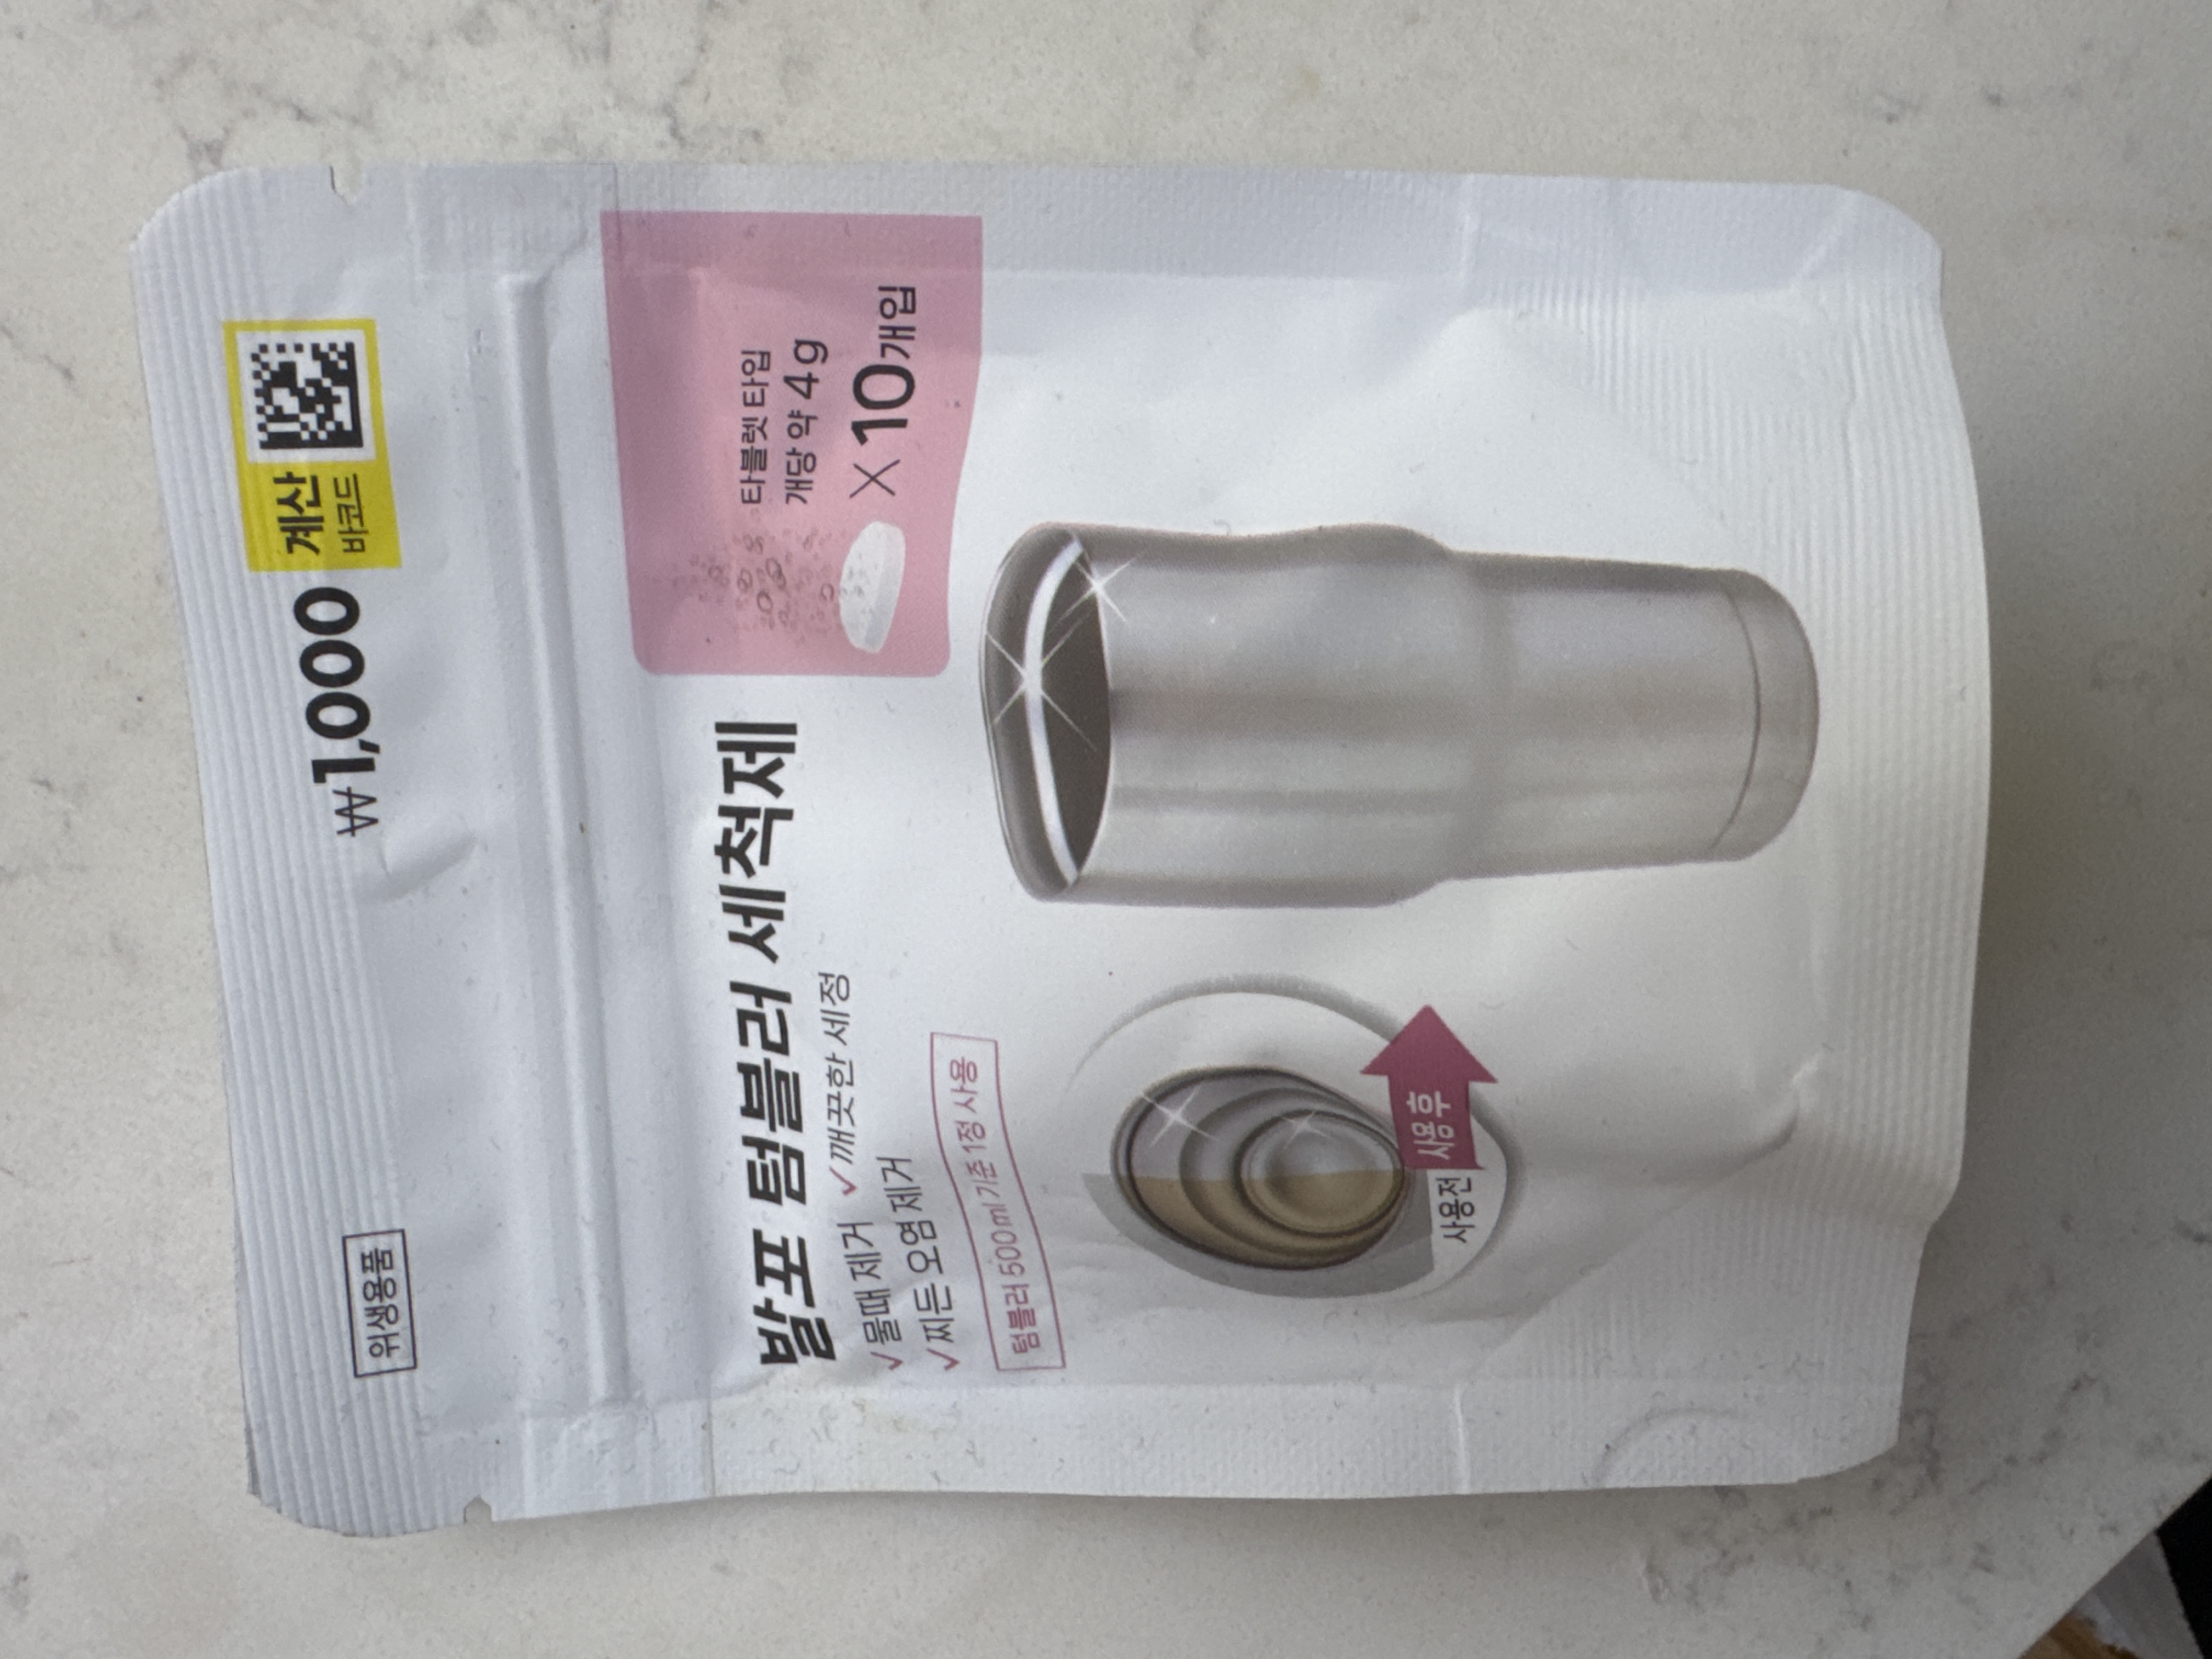 위생용품
₩1,000
계산
바코드
발포 텀블러 세척제
✓물때 제거 ✓깨끗한 세정
✓찌든 오염 제거
텀블러 500ml 기준 1정 사용
타블렛 타입
개당 약 4g
X 10개입
사용전
사용후